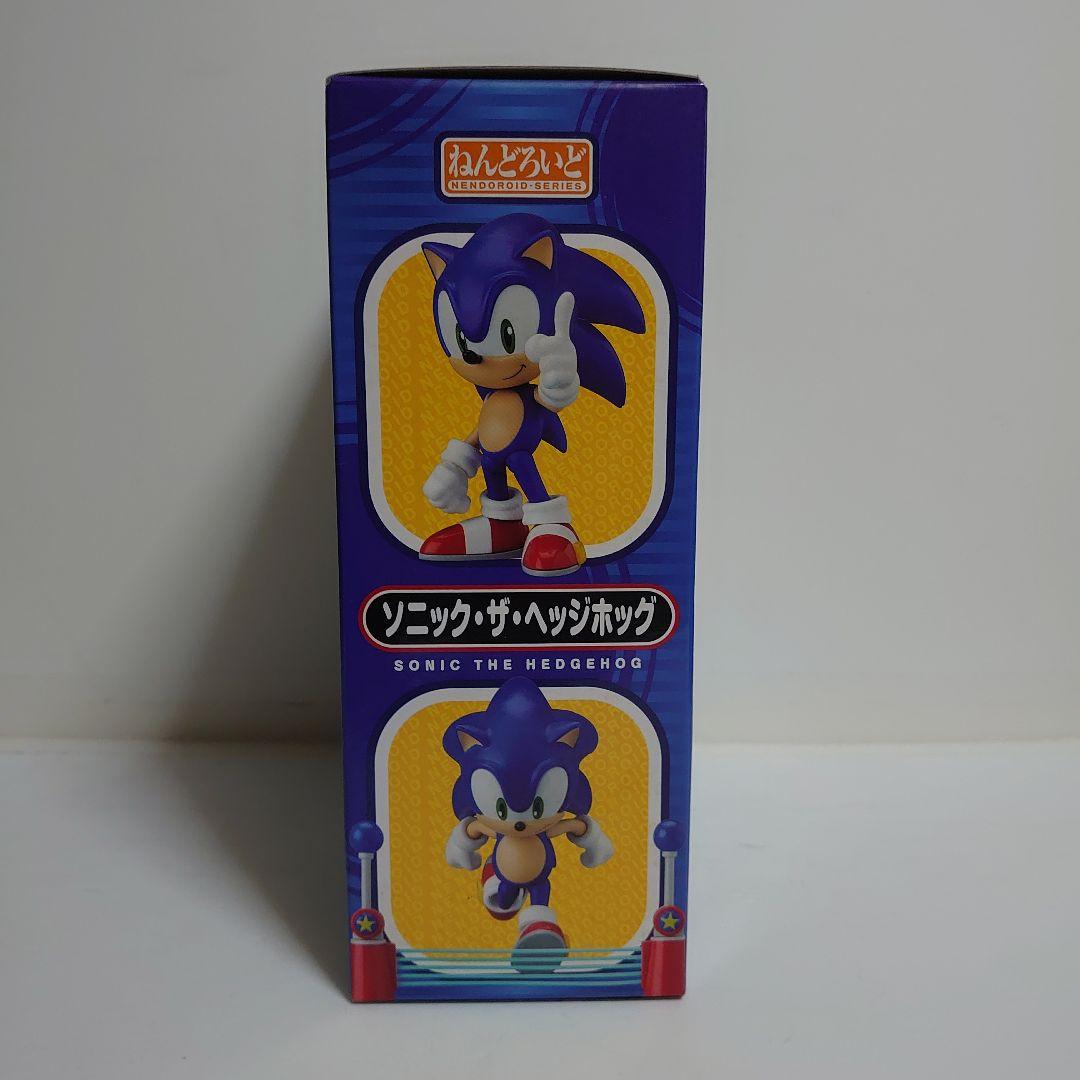 ねんどろいど
NENDOROID-SERIES
ソニック・ザ・ヘッジホッグ
SONIC THE HEDGEHOG